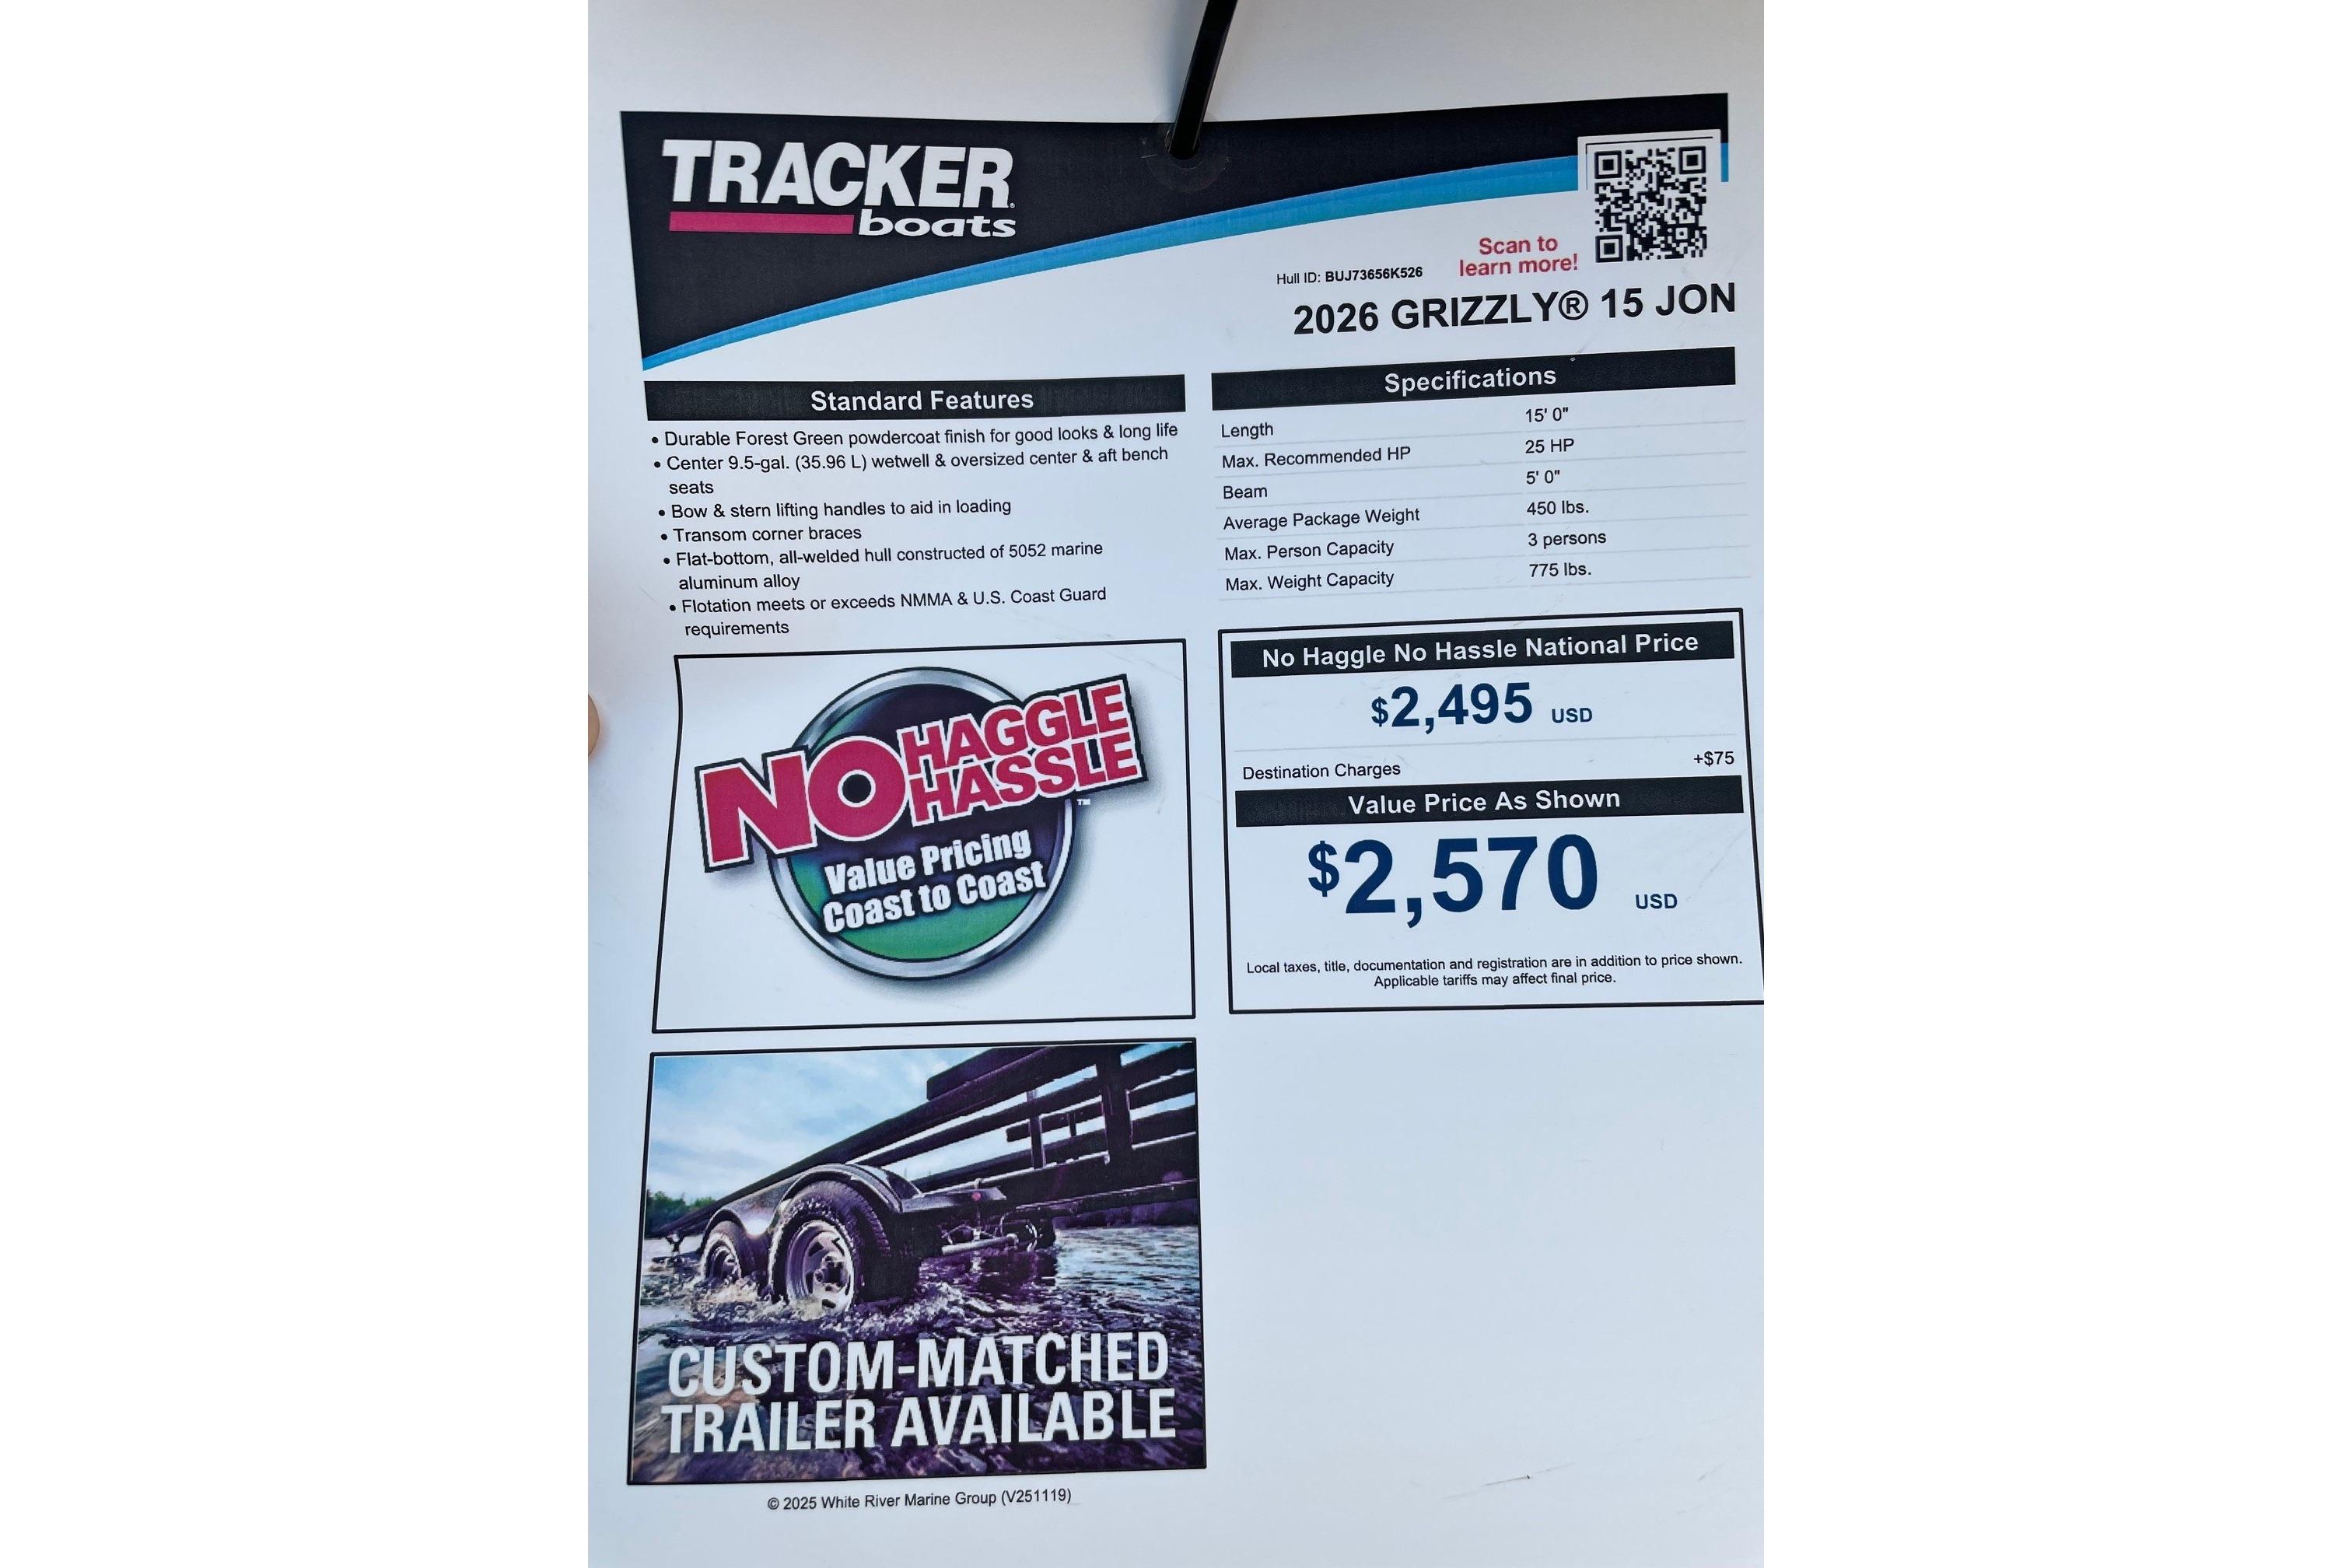 TRACKER
boats
Scan to
learn more!
Hull ID: BUJ73656K526
2026 GRIZZLY® 15 JON
Standard Features
• Durable Forest Green powdercoat finish for good looks & long life
• Center 9.5-gal. (35.96 L) wetwell & oversized center & aft bench
seats
• Bow & stern lifting handles to aid in loading
• Transom corner braces
• Flat-bottom, all-welded hull constructed of 5052 marine
aluminum alloy
• Flotation meets or exceeds NMMA & U.S. Coast Guard
requirements
Specifications
Length 15' 0"
Max. Recommended HP 25 HP
Beam 5' 0"
Average Package Weight 450 lbs.
Max. Person Capacity 3 persons
Max. Weight Capacity 775 lbs.
NO HAGGLE
HASSLE™
Value Pricing
Coast to Coast
No Haggle No Hassle National Price
$2,495 USD
Destination Charges +$75
Value Price As Shown
$2,570 USD
Local taxes, title, documentation and registration are in addition to price shown.
Applicable tariffs may affect final price.
CUSTOM-MATCHED
TRAILER AVAILABLE
© 2025 White River Marine Group (V251119)